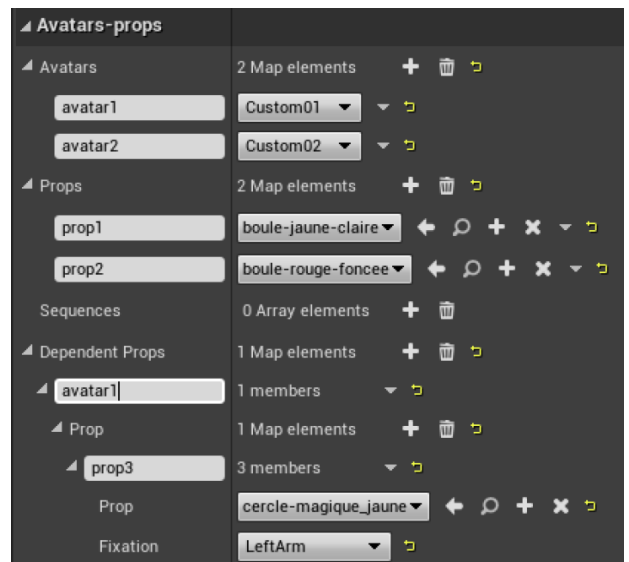 Avatars-props
Avatars 2 Map elements
avatar1 Custom01
avatar2 Custom02
Props 2 Map elements
prop1 boule-jaune-claire
prop2 boule-rouge-foncee
Sequences 0 Array elements
Dependent Props 1 Map elements
avatar1 1 members
Prop 1 Map elements
prop3 3 members
Prop cercle-magique_jaune
Fixation LeftArm